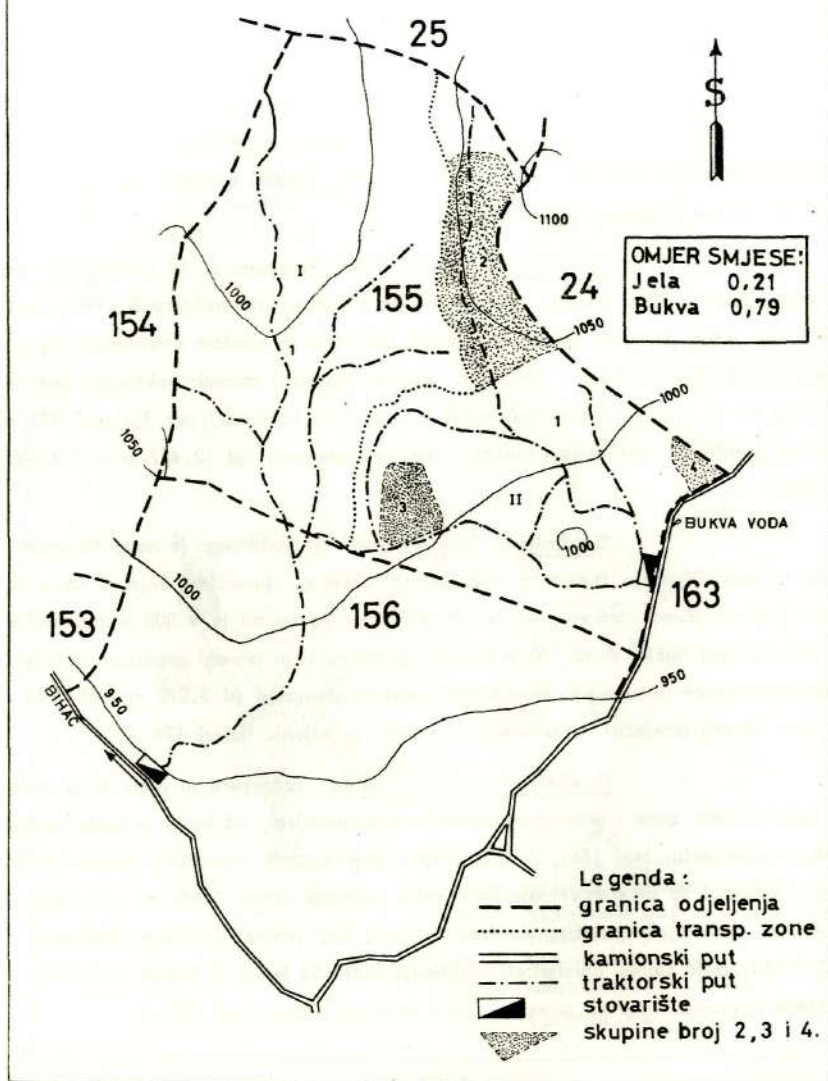 25
S
1100
I
1000
2
OMJER SMJESE:
Jela 0,21
Bukva 0,79
24
155
154
1
1050
1000
1
1050
4
3
II
BUKVA VODA
1000
1000
163
153
156
950
950
BIHAĆ
Legenda:
granica odjeljenja
granica transp. zone
kamionski put
traktorski put
stovarište
skupine broj 2,3 i 4.